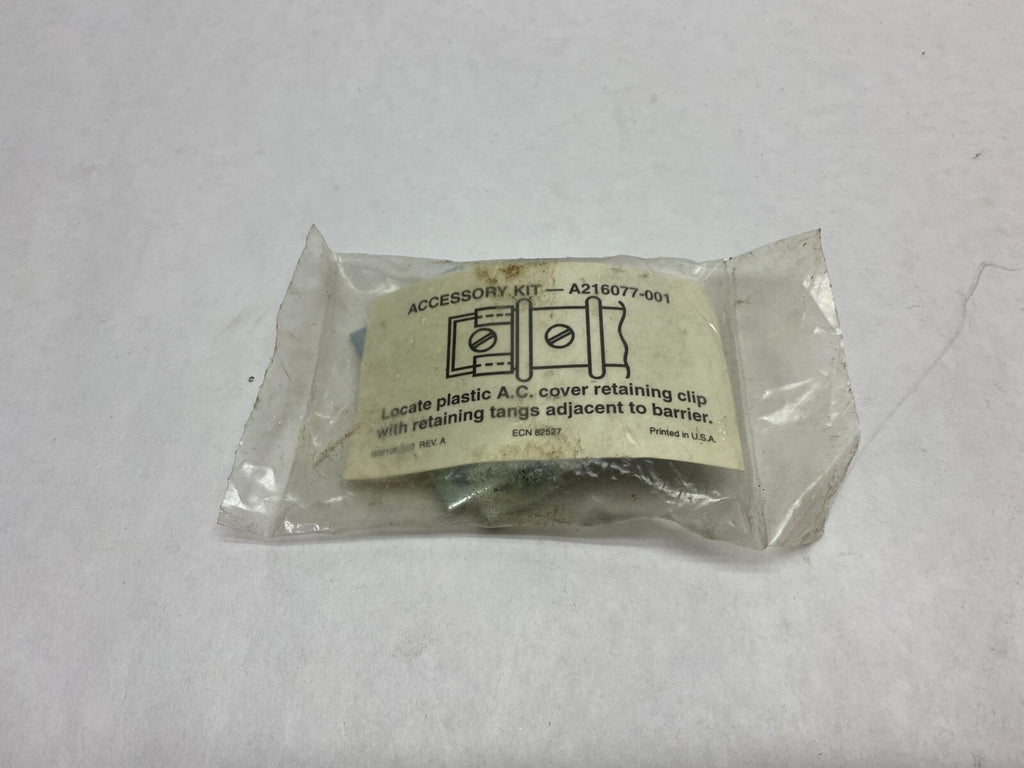 ACCESSORY KIT — A216077-001
Locate plastic A.C. cover retaining clip
with retaining tangs adjacent to barrier.
REV. A ECN 82527 Printed in U.S.A.